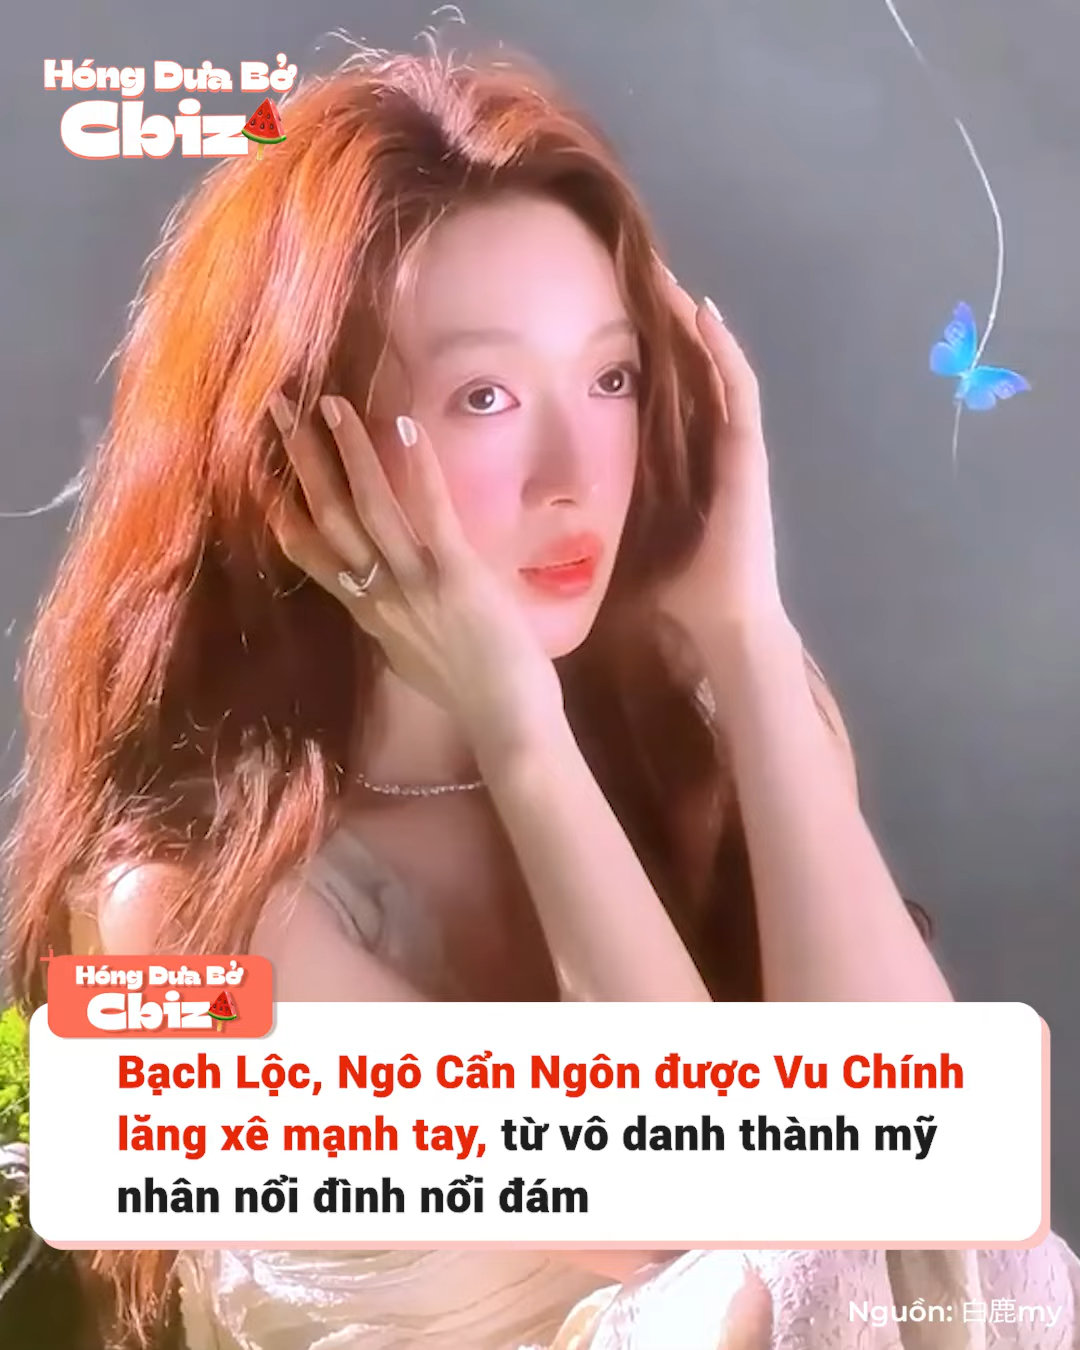 Hóng Dưa Bở
Cbiz
Hóng Dưa Bở
Cbiz
Bạch Lộc, Ngô Cẩn Ngôn được Vu Chính
lăng xê mạnh tay, từ vô danh thành mỹ
nhân nổi đình nổi đám
Nguồn: 白鹿my